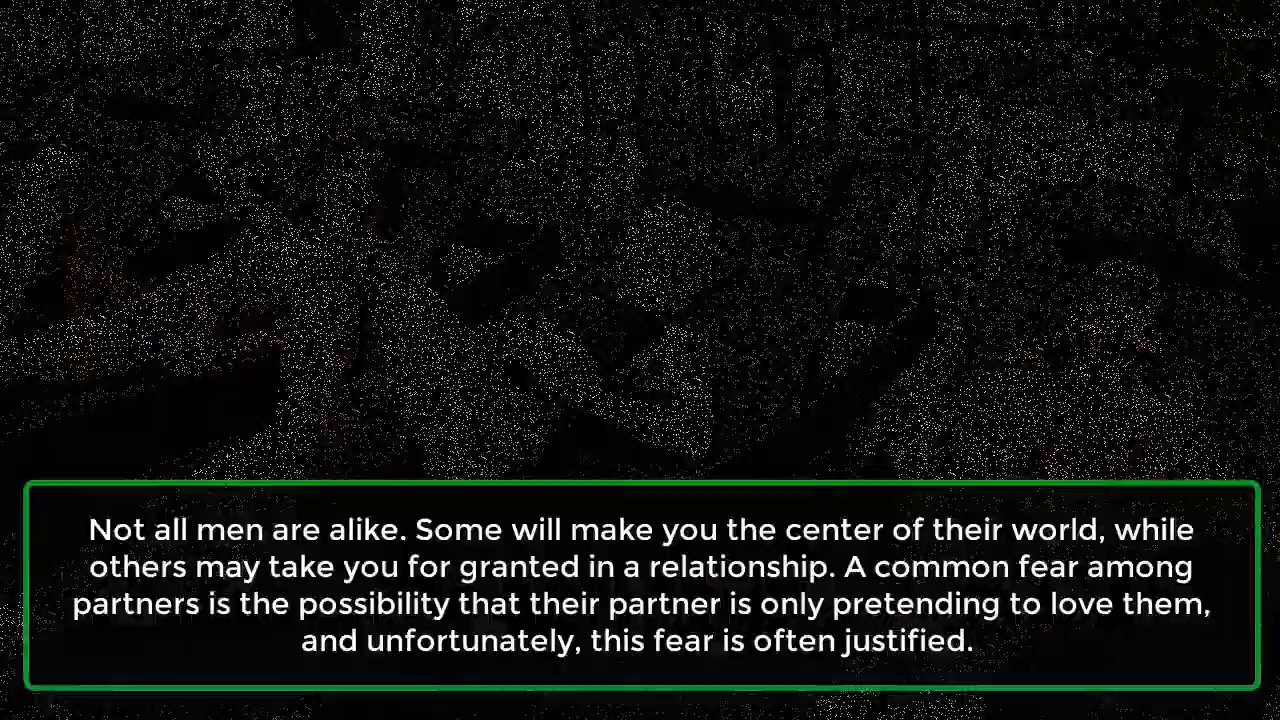 Not all men are alike. Some will make you the center of their world, while
others may take you for granted in a relationship. A common fear among
partners is the possibility that their partner is only pretending to love them,
and unfortunately, this fear is often justified.